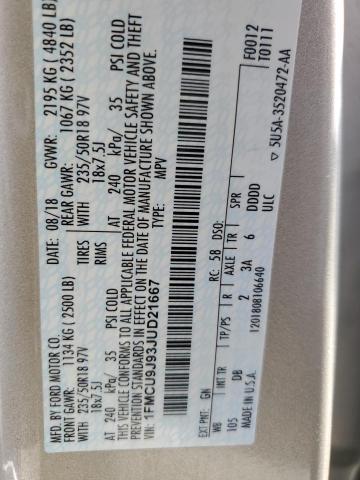 MFD. BY FORD MOTOR CO.
08/18
GVWR: 2195 KG ( 4840 LB)
FRONT GAWR:
1134 KG ( 2500 LB)
REAR GAWR:
1067 KG ( 2352 LB)
235/50R18 97V
TIRES WITH
235/50R18 97V
18x7.5J
RIMS
18x7.5J
AT 240 kPa/ 35 PSI COLD
AT 240 kPa/ 35 PSI COLD
THIS VEHICLE CONFORMS TO ALL APPLICABLE FEDERAL MOTOR VEHICLE SAFETY AND THEFT
PREVENTION STANDARDS IN EFFECT ON THE DATE OF MANUFACTURE SHOWN ABOVE.
VIN: 1FMCU9J93JUD21667
TYPE: MPV
F0012
T0111
EXT PNT: GN
RC: 58
DSO:
WB
INT TR
TP/PS
R
AXLE
TR
SPR
105
DB
2
3A
6
DDDD
MADE IN U.S.A.
1201808106640
ULC
▽ 5U5A-3520472-AA